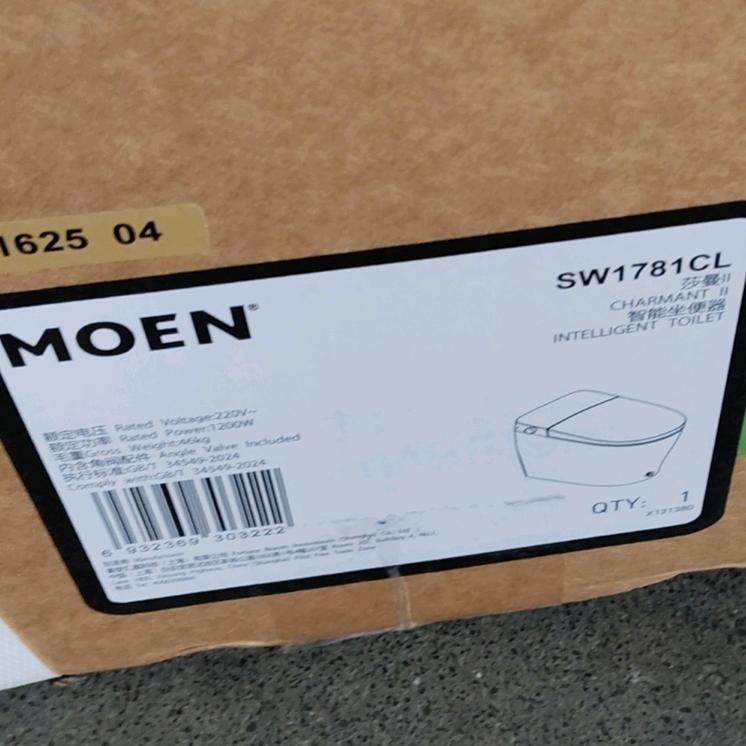 1625 04
MOEN®
SW1781CL
莎曼II
CHARMANT II
智能坐便器
INTELLIGENT TOILET
额定电压 Rated Voltage:220V~
额定功率 Rated Power:1200W
毛重Gross Weight:46kg
内含角阀配件 Angle Valve Included
执行标准:GB/T 34549-2024
Comply with:GB/T 34549-2024
6 932369 303222
QTY: 1
X131380